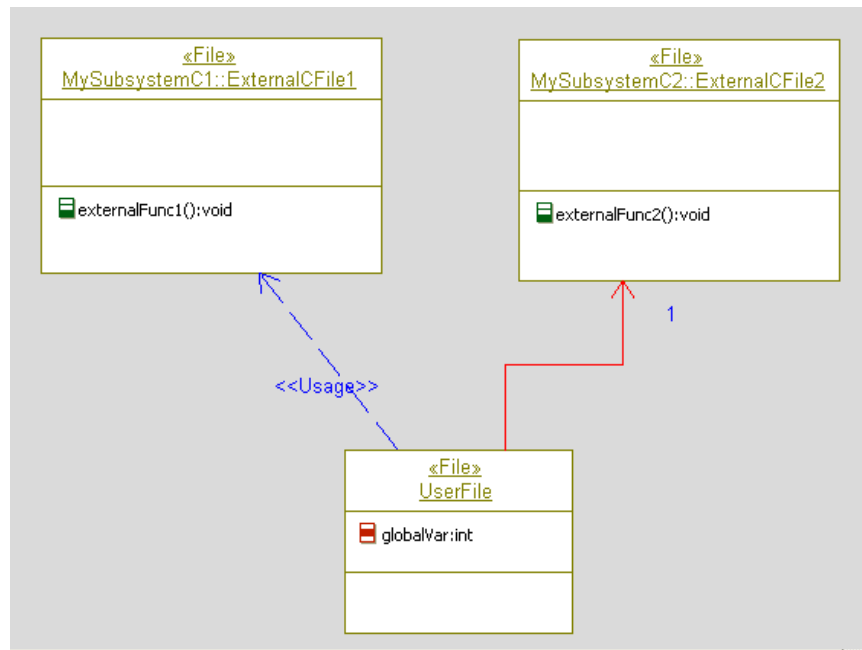 «File»
MySubsystemC1::ExternalCFile1
externalFunc1():void
«File»
MySubsystemC2::ExternalCFile2
externalFunc2():void
1
<<Usage>>
«File»
UserFile
globalVar:int